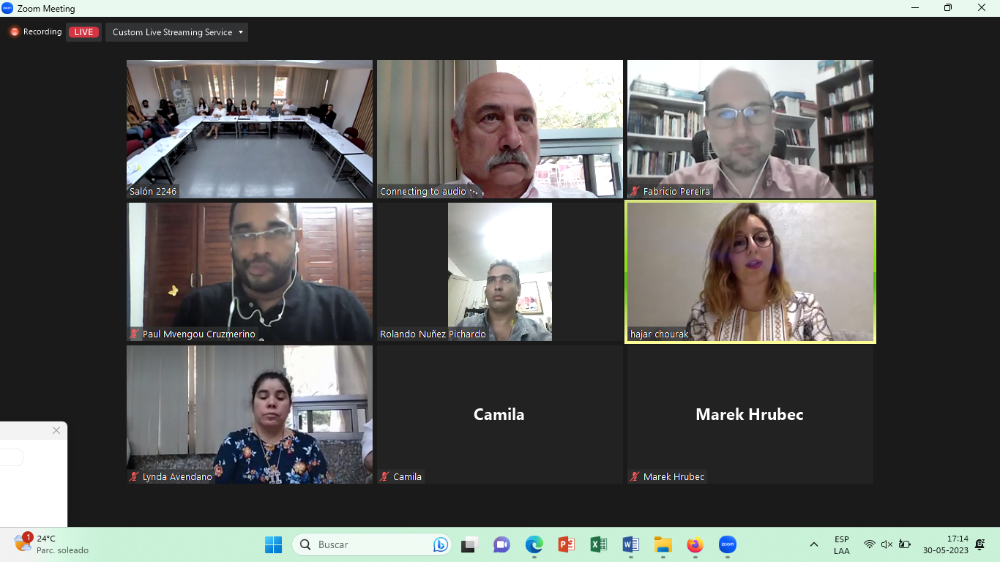 Zoom Meeting
Recording
LIVE
Custom Live Streaming Service
Salón 2246
Connecting to audio
Fabricio Pereira
Paul Mvengou Cruzmerino
Rolando Nuñez Pichardo
hajar chourak
Camila
Marek Hrubec
Lynda Avendano
Camila
Marek Hrubec
1
24°C
Parc. soleado
Buscar
zoom
ESP
LAA
17:14
30-05-2023